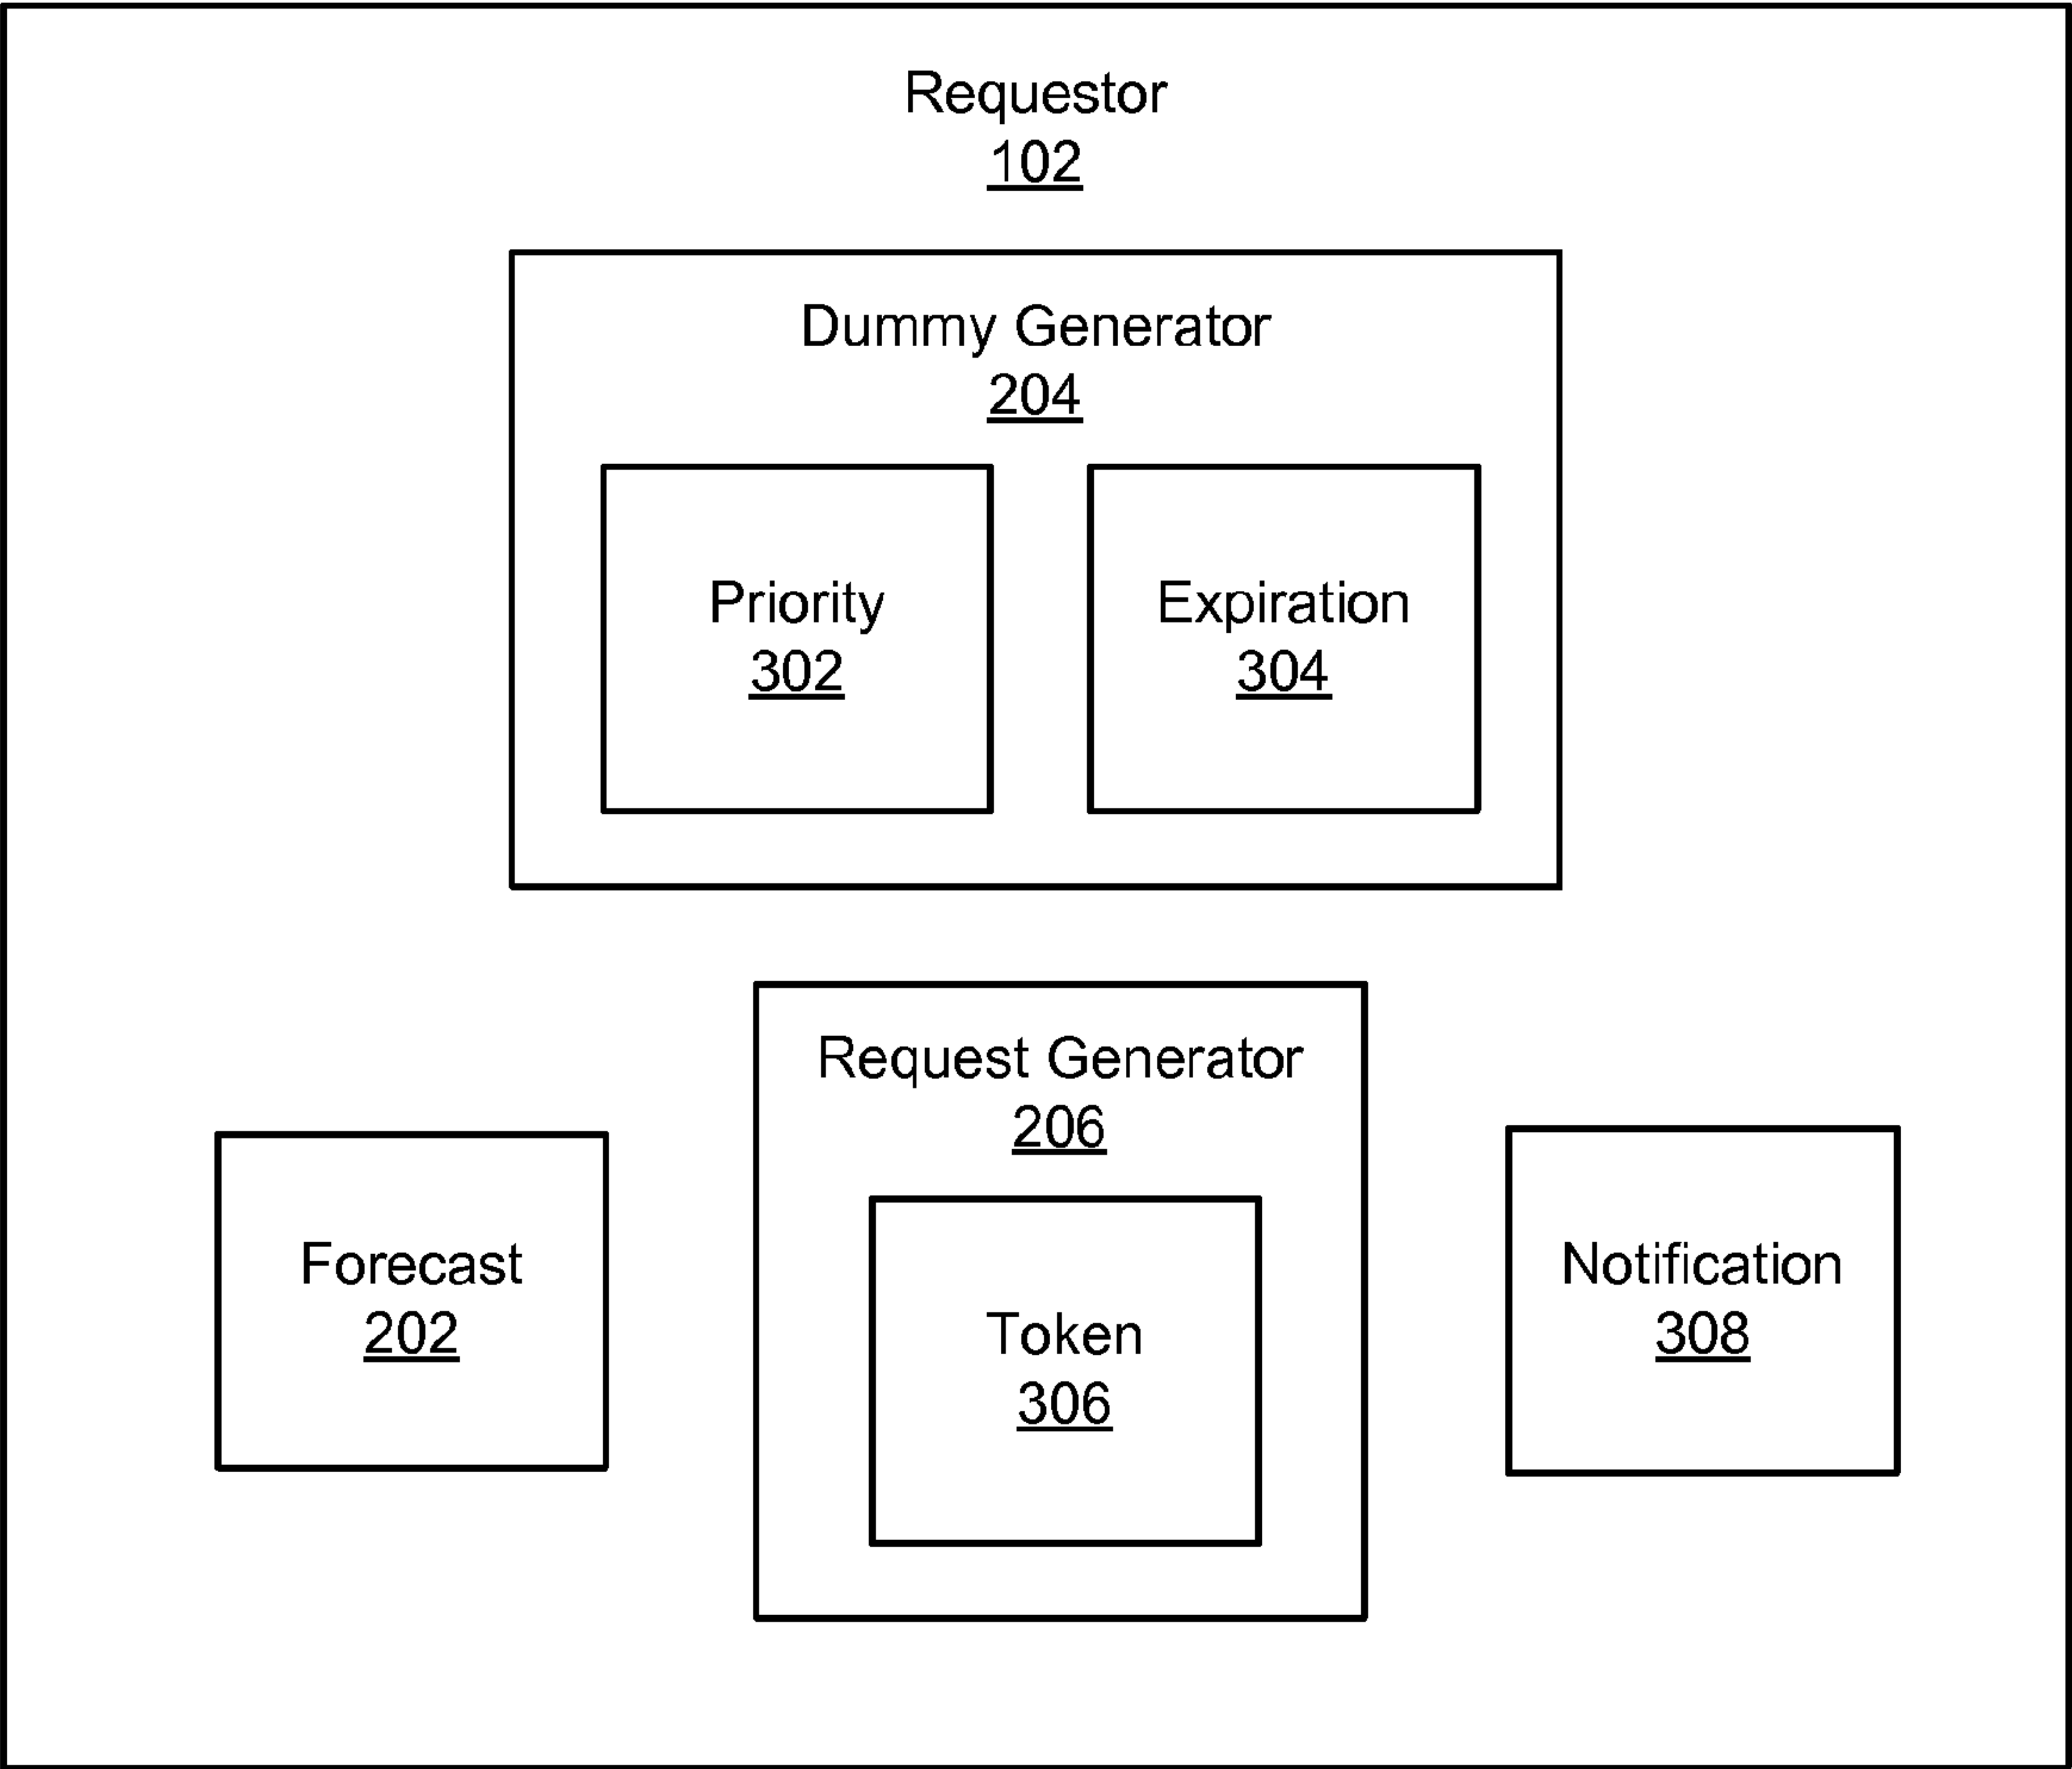 Requestor
102
Dummy Generator
204
Priority
302
Expiration
304
Request Generator
206
Forecast
202
Token
306
Notification
308